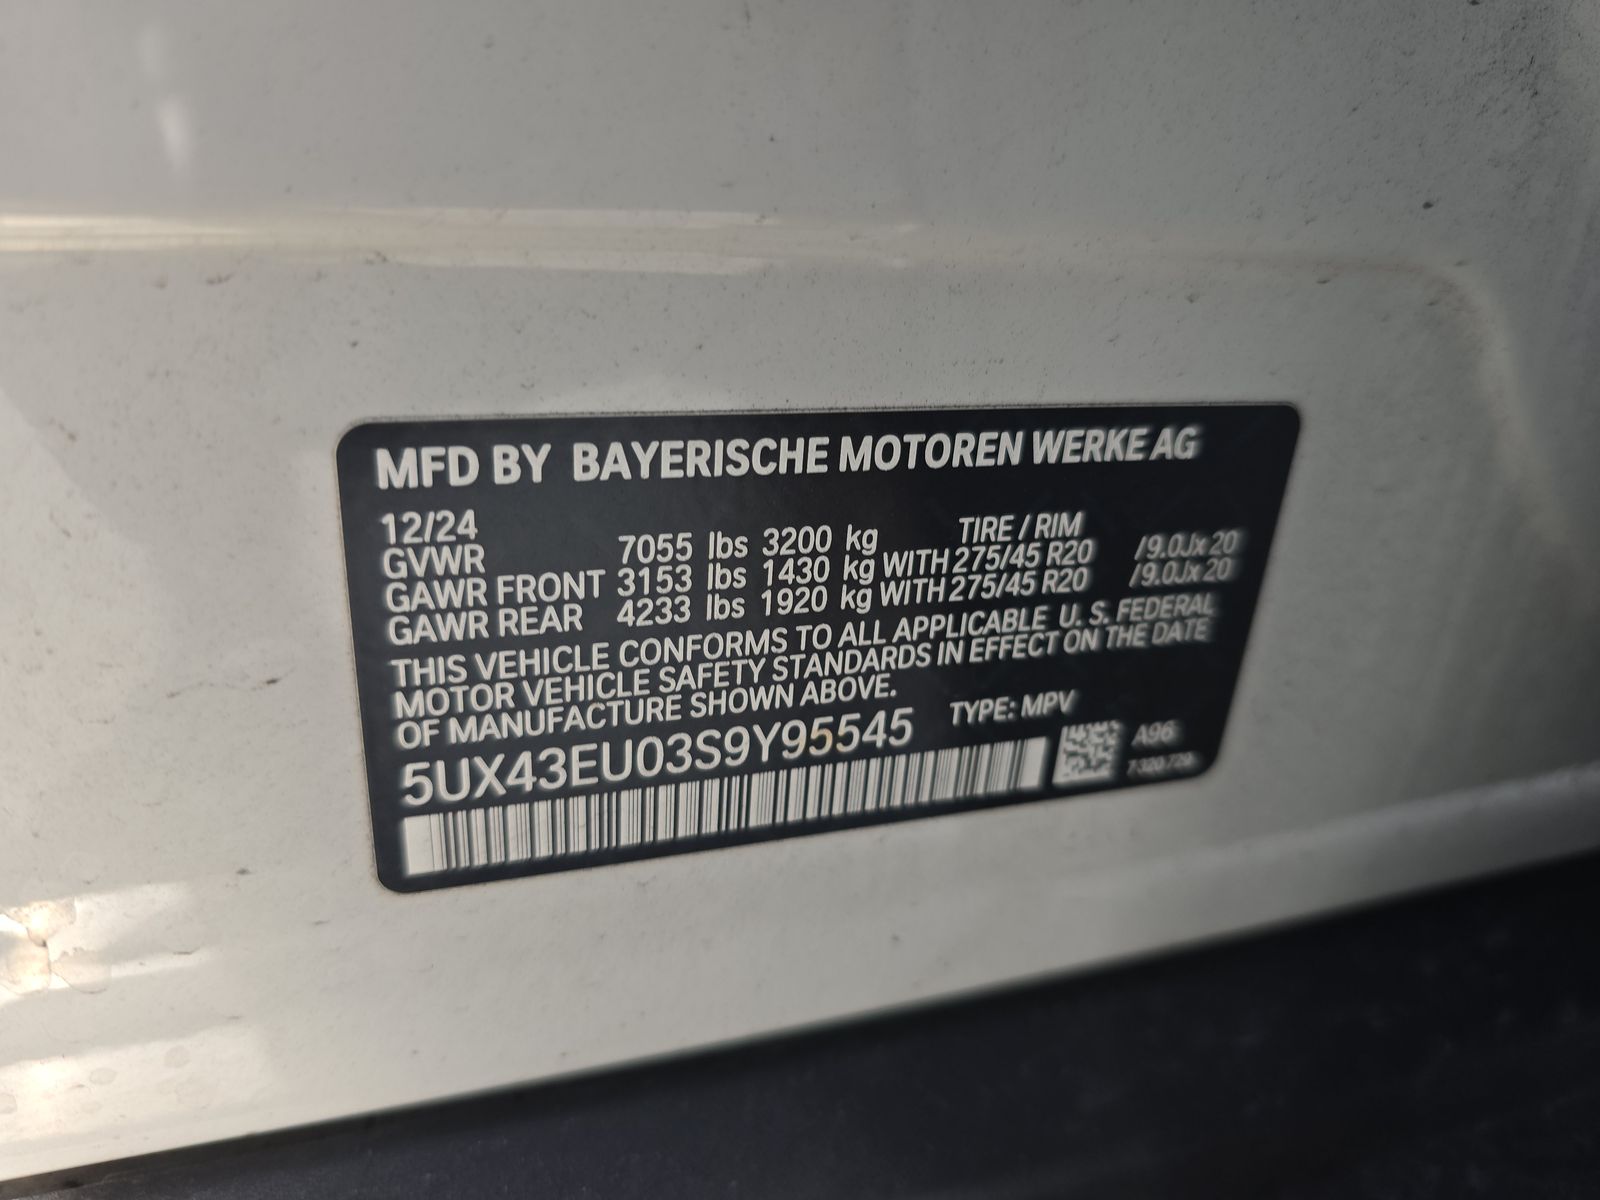 MFD BY BAYERISCHE MOTOREN WERKE AG
12/24 TIRE / RIM
GVWR 7055 lbs 3200 kg
GAWR FRONT 3153 lbs 1430 kg WITH 275/45 R20 /9.0Jx20
GAWR REAR 4233 lbs 1920 kg WITH 275/45 R20 /9.0Jx20
THIS VEHICLE CONFORMS TO ALL APPLICABLE U. S. FEDERAL
MOTOR VEHICLE SAFETY STANDARDS IN EFFECT ON THE DATE
OF MANUFACTURE SHOWN ABOVE.
TYPE: MPV
5UX43EU03S9Y95545
A96